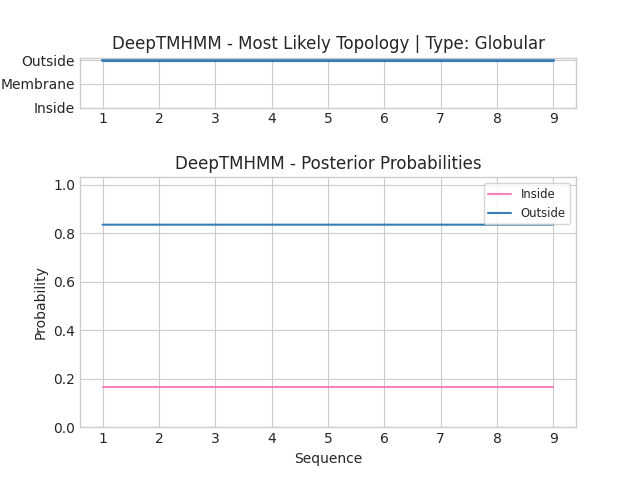 DeepTMHMM - Most Likely Topology | Type: Globular
Outside
Membrane
Inside
1 2 3 4 5 6 7 8 9
DeepTMHMM - Posterior Probabilities
1.0
0.8
0.6
0.4
0.2
0.0
Probability
Inside
Outside
1 2 3 4 5 6 7 8 9
Sequence